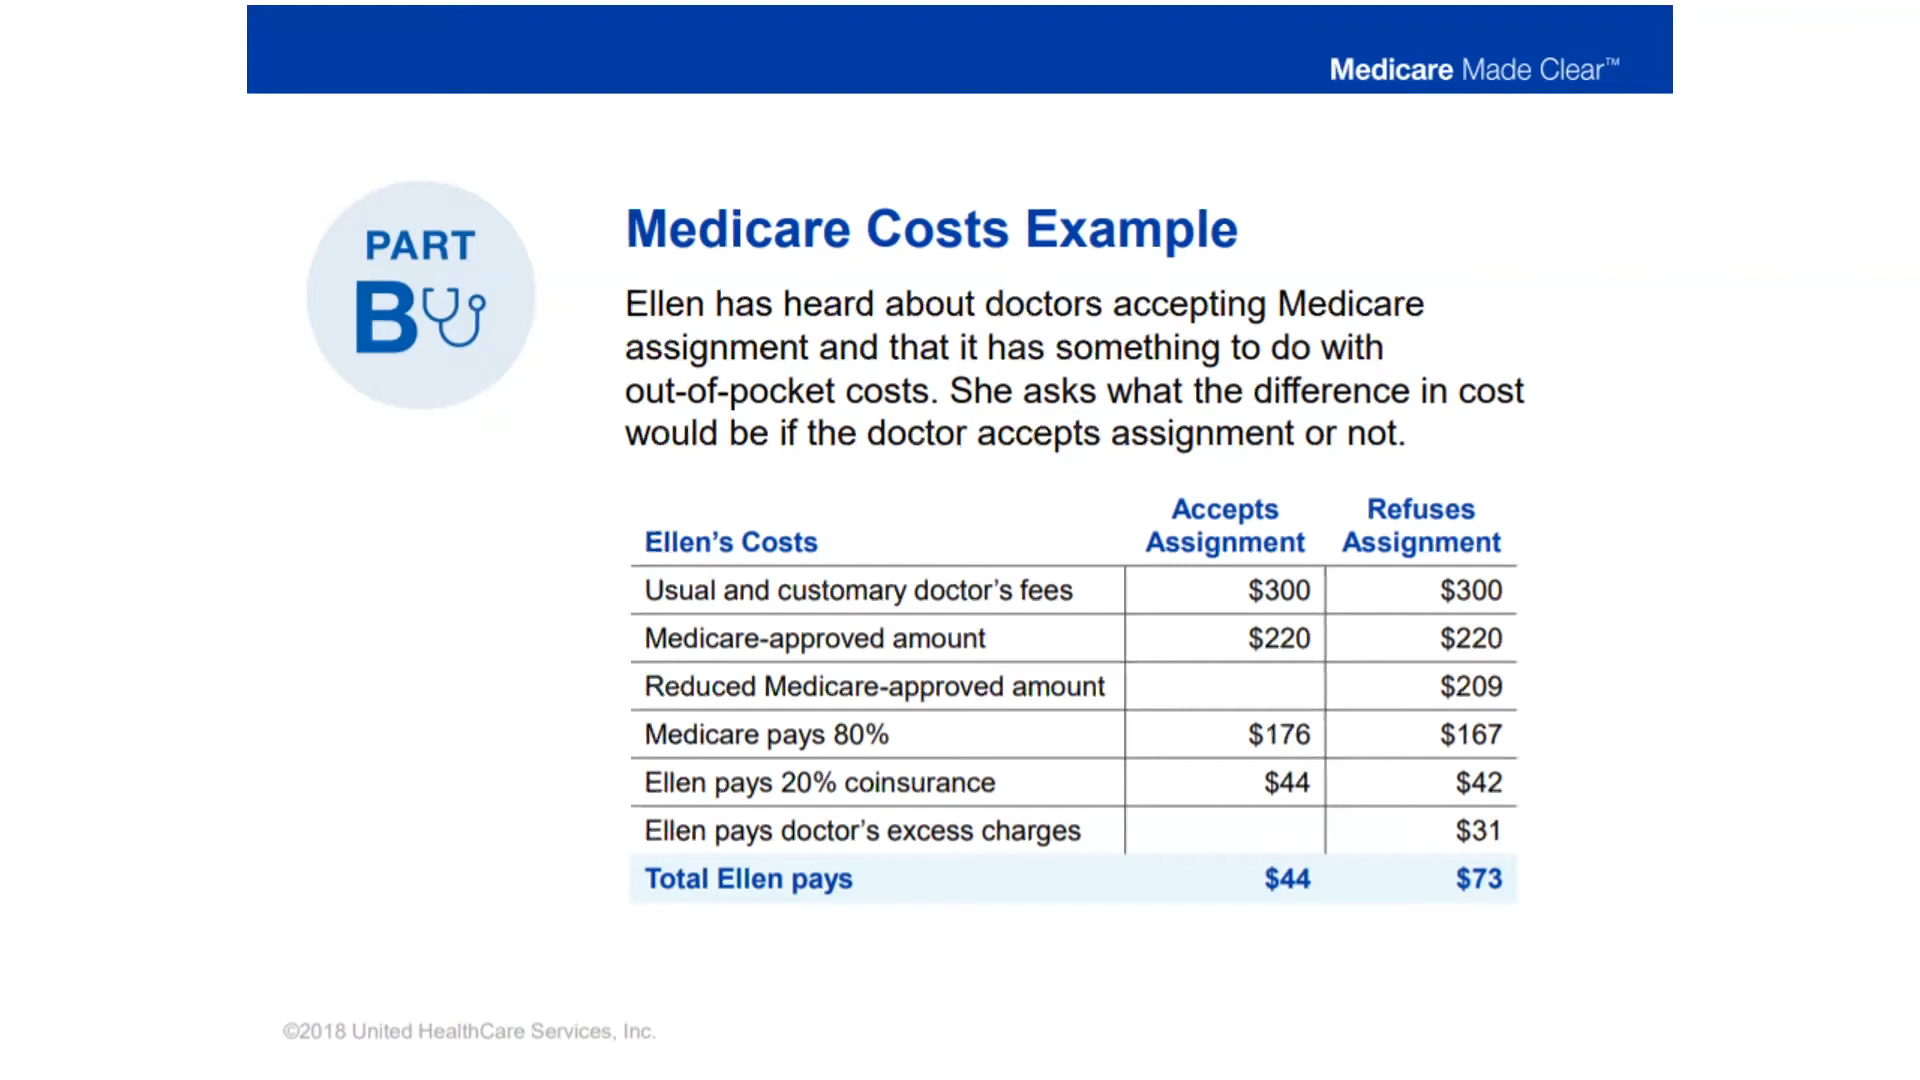 Medicare Made Clear™
PART
B
Medicare Costs Example
Ellen has heard about doctors accepting Medicare
assignment and that it has something to do with
out-of-pocket costs. She asks what the difference in cost
would be if the doctor accepts assignment or not.
Ellen’s Costs Accepts Assignment Refuses Assignment
Usual and customary doctor’s fees $300 $300
Medicare-approved amount $220 $220
Reduced Medicare-approved amount $209
Medicare pays 80% $176 $167
Ellen pays 20% coinsurance $44 $42
Ellen pays doctor’s excess charges $31
Total Ellen pays $44 $73
©2018 United HealthCare Services, Inc.